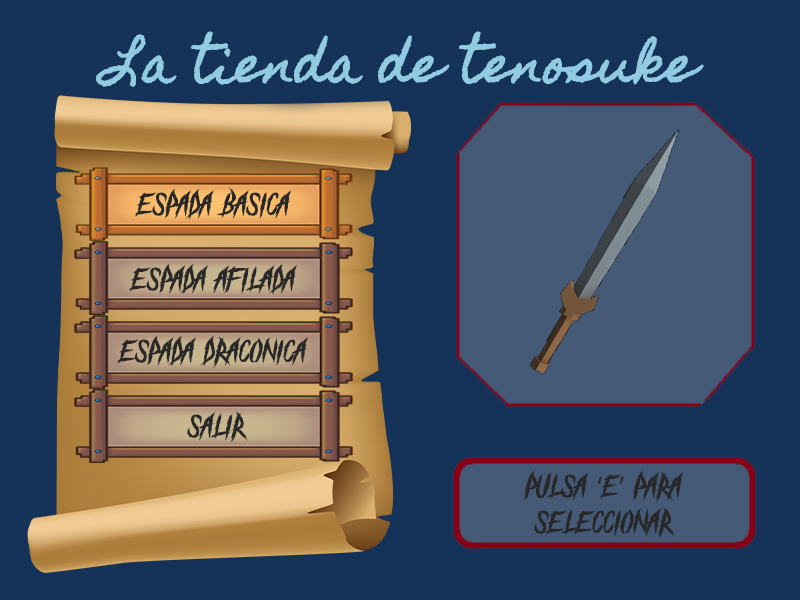 La tienda de tenosuke
ESPADA BASICA
ESPADA AFILADA
ESPADA DRACONICA
SALIR
PULSA 'E' PARA
SELECCIONAR